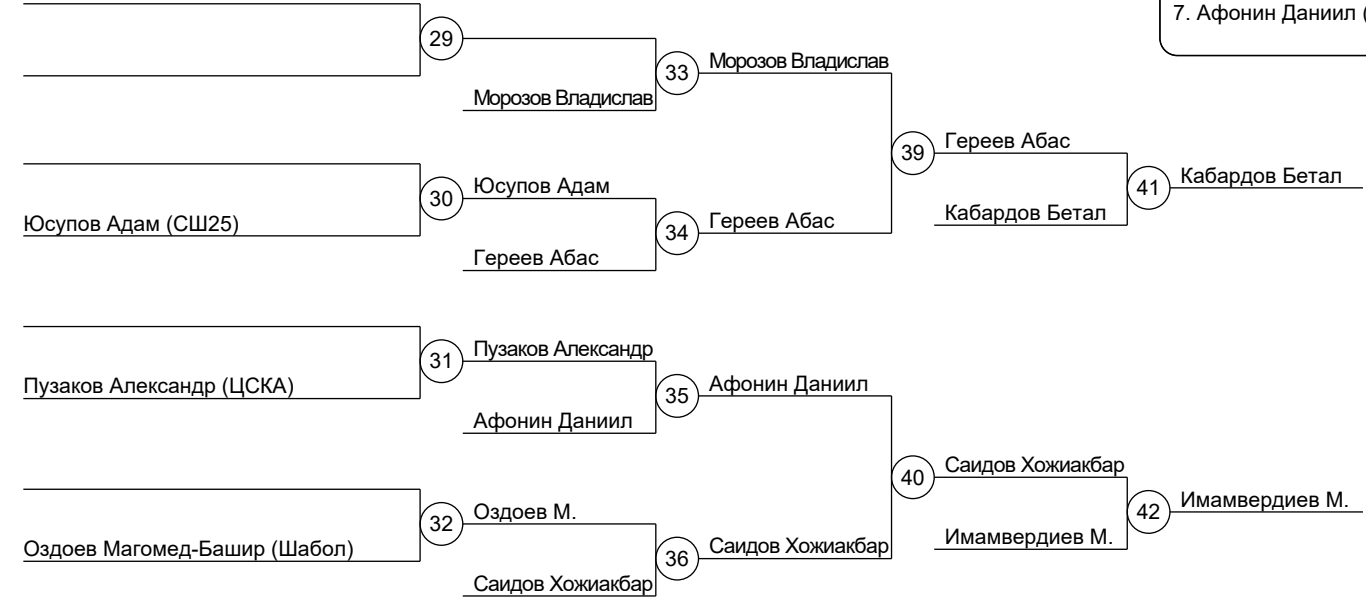 7. Афонин Даниил (
29
Морозов Владислав
33
Морозов Владислав
39
Гереев Абас
Юсупов Адам (СШ25)
30
Юсупов Адам
Гереев Абас
34
Гереев Абас
Кабардов Бетал
41
Кабардов Бетал
31
Пузаков Александр
Пузаков Александр (ЦСКА)
Афонин Даниил
35
Афонин Даниил
40
Саидов Хожиакбар
32
Оздоев М.
Оздоев Магомед-Башир (Шабол)
Саидов Хожиакбар
36
Саидов Хожиакбар
Имамвердиев М.
42
Имамвердиев М.